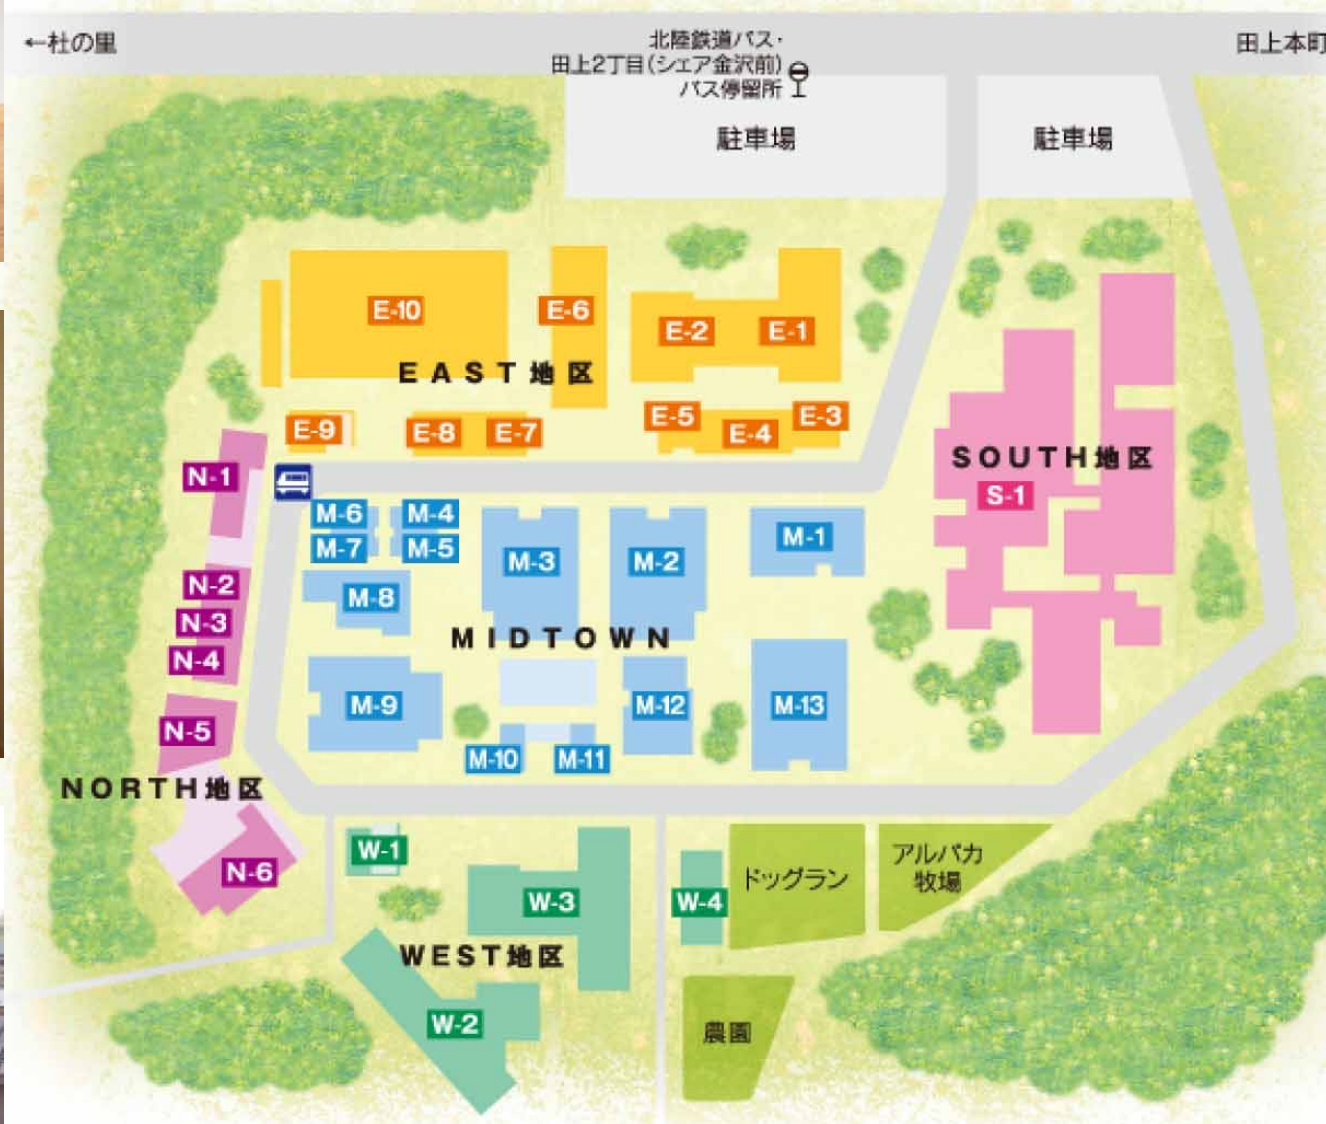 ←杜の里
北陸鉄道バス・
田上2丁目(シェア金沢前)
バス停留所
田上本町
駐車場
駐車場
E-10
E-6
E-2
E-1
EAST地区
E-9
E-8
E-7
E-5
E-4
E-3
SOUTH地区
S-1
N-1
N-2
N-3
N-4
N-5
NORTH地区
N-6
M-6
M-4
M-7
M-5
M-3
M-2
M-1
M-8
MIDTOWN
M-9
M-12
M-13
M-10
M-11
W-1
W-3
W-4
ドッグラン
アルパカ
牧場
WEST地区
W-2
農園